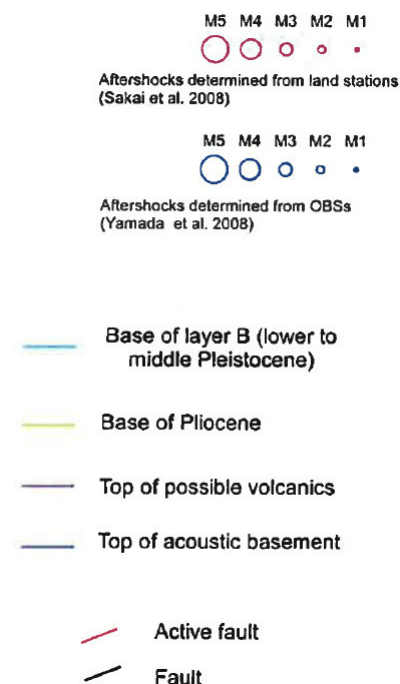 M5 M4 M3 M2 M1
Aftershocks determined from land stations
(Sakai et al. 2008)
M5 M4 M3 M2 M1
Aftershocks determined from OBSs
(Yamada et al. 2008)
Base of layer B (lower to
middle Pleistocene)
Base of Pliocene
Top of possible volcanics
Top of acoustic basement
Active fault
Fault